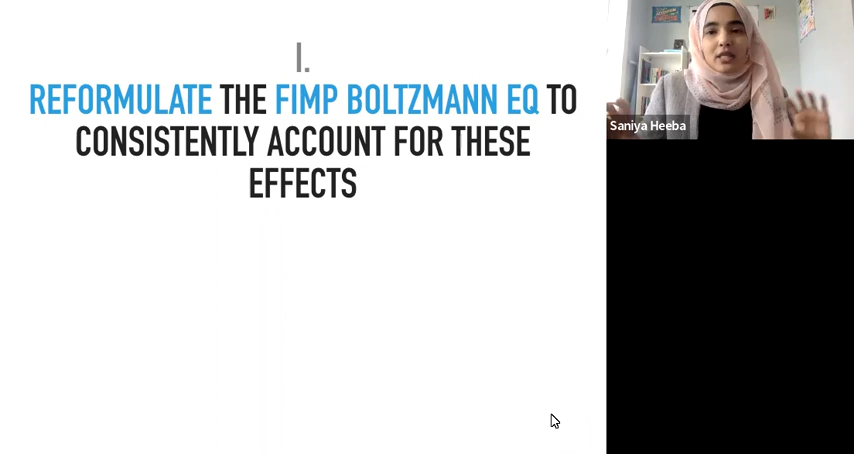 I.
REFORMULATE THE FIMP BOLTZMANN EQ TO
CONSISTENTLY ACCOUNT FOR THESE
EFFECTS
Saniya Heeba